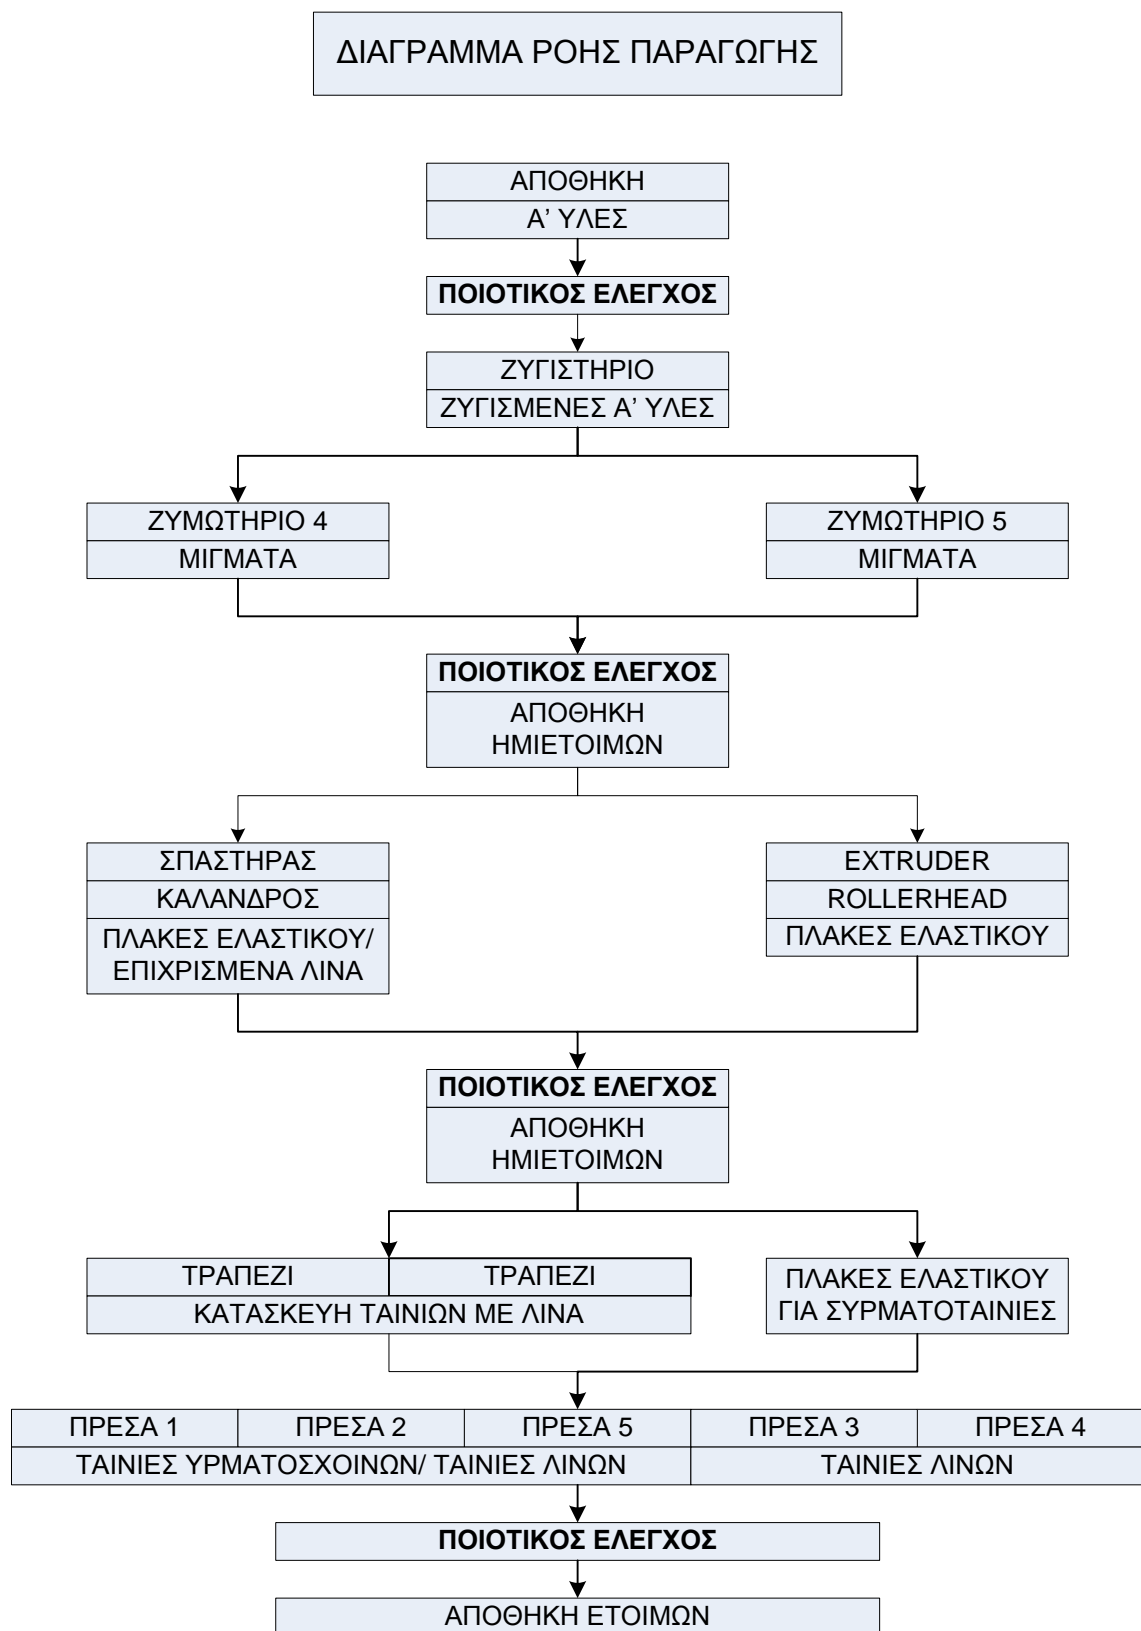 ΔΙΑΓΡΑΜΜΑ ΡΟΗΣ ΠΑΡΑΓΩΓΗΣ
ΑΠΟΘΗΚΗ
Α’ ΥΛΕΣ
ΠΟΙΟΤΙΚΟΣ ΕΛΕΓΧΟΣ
ΖΥΓΙΣΤΗΡΙΟ
ΖΥΓΙΣΜΕΝΕΣ Α’ ΥΛΕΣ
ΖΥΜΩΤΗΡΙΟ 4
ΜΙΓΜΑΤΑ
ΖΥΜΩΤΗΡΙΟ 5
ΜΙΓΜΑΤΑ
ΠΟΙΟΤΙΚΟΣ ΕΛΕΓΧΟΣ
ΑΠΟΘΗΚΗ
ΗΜΙΕΤΟΙΜΩΝ
ΣΠΑΣΤΗΡΑΣ
ΚΑΛΑΝΔΡΟΣ
ΠΛΑΚΕΣ ΕΛΑΣΤΙΚΟΥ/
ΕΠΙΧΡΙΣΜΕΝΑ ΛΙΝΑ
EXTRUDER
ROLLERHEAD
ΠΛΑΚΕΣ ΕΛΑΣΤΙΚΟΥ
ΠΟΙΟΤΙΚΟΣ ΕΛΕΓΧΟΣ
ΑΠΟΘΗΚΗ
ΗΜΙΕΤΟΙΜΩΝ
ΤΡΑΠΕΖΙ
ΤΡΑΠΕΖΙ
ΚΑΤΑΣΚΕΥΗ ΤΑΙΝΙΩΝ ΜΕ ΛΙΝΑ
ΠΛΑΚΕΣ ΕΛΑΣΤΙΚΟΥ
ΓΙΑ ΣΥΡΜΑΤΟΤΑΙΝΙΕΣ
ΠΡΕΣΑ 1
ΠΡΕΣΑ 2
ΠΡΕΣΑ 5
ΠΡΕΣΑ 3
ΠΡΕΣΑ 4
ΤΑΙΝΙΕΣ ΥΡΜΑΤΟΣΧΟΙΝΩΝ/ ΤΑΙΝΙΕΣ ΛΙΝΩΝ
ΤΑΙΝΙΕΣ ΛΙΝΩΝ
ΠΟΙΟΤΙΚΟΣ ΕΛΕΓΧΟΣ
ΑΠΟΘΗΚΗ ΕΤΟΙΜΩΝ